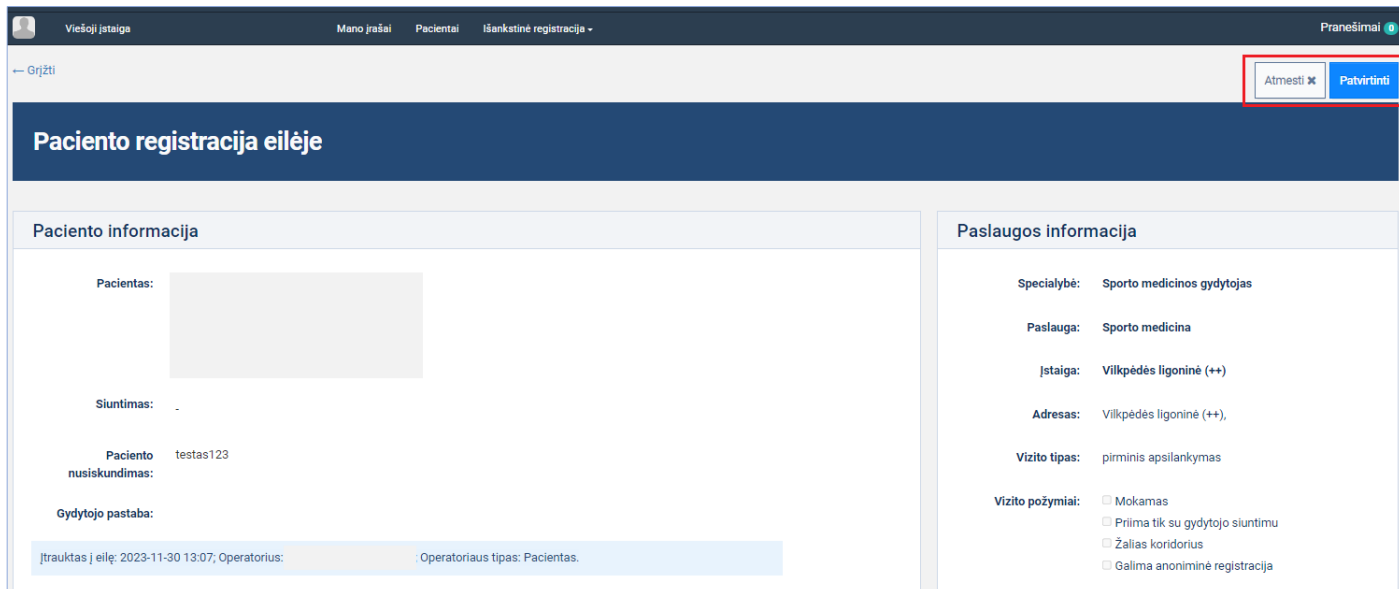 Viešoji įstaiga Mano įrašai Pacientai Išankstinė registracija Pranešimai 0
← Grįžti
Atmesti ✖ Patvirtinti
Paciento registracija eilėje
Paciento informacija
Pacientas:
Siuntimas: -
Paciento nusiskundimas: testas123
Gydytojo pastaba:
Įtrauktas į eilę: 2023-11-30 13:07; Operatorius: ; Operatoriaus tipas: Pacientas.
Paslaugos informacija
Specialybė: Sporto medicinos gydytojas
Paslauga: Sporto medicina
Įstaiga: Vilkpėdės ligoninė (++)
Adresas: Vilkpėdės ligoninė (++),
Vizito tipas: pirminis apsilankymas
Vizito požymiai: Mokamas
Priima tik su gydytojo siuntimu
Žalias koridorius
Galima anoniminė registracija